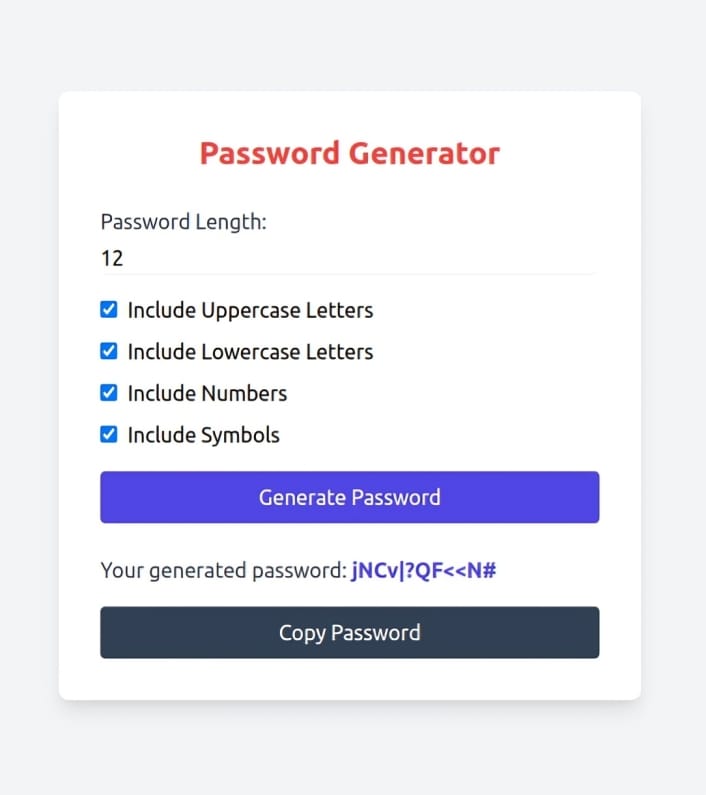 Password Generator
Password Length:
12
Include Uppercase Letters
Include Lowercase Letters
Include Numbers
Include Symbols
Generate Password
Your generated password: jNCv|?QF<<N#
Copy Password